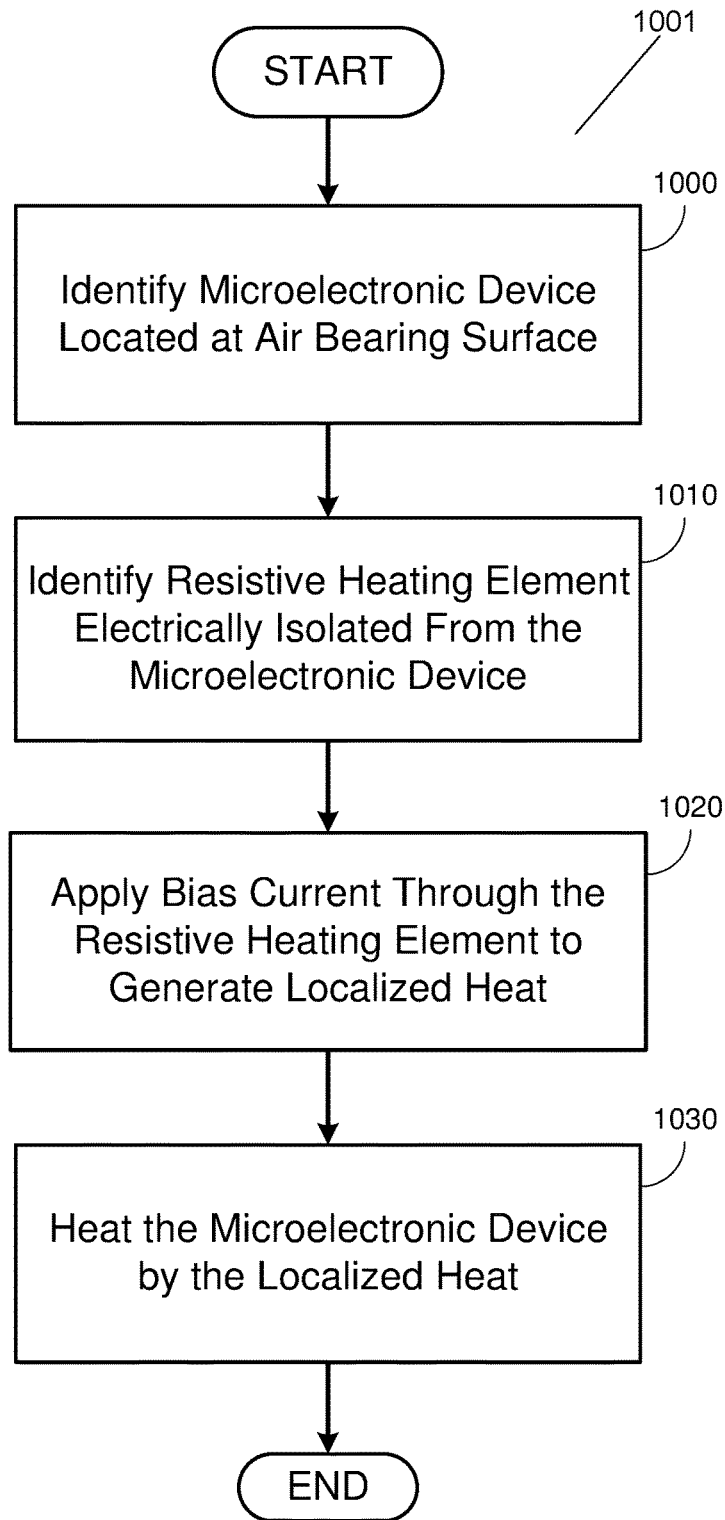 1001
START
1000
Identify Microelectronic Device
Located at Air Bearing Surface
1010
Identify Resistive Heating Element
Electrically Isolated From the
Microelectronic Device
1020
Apply Bias Current Through the
Resistive Heating Element to
Generate Localized Heat
1030
Heat the Microelectronic Device
by the Localized Heat
END